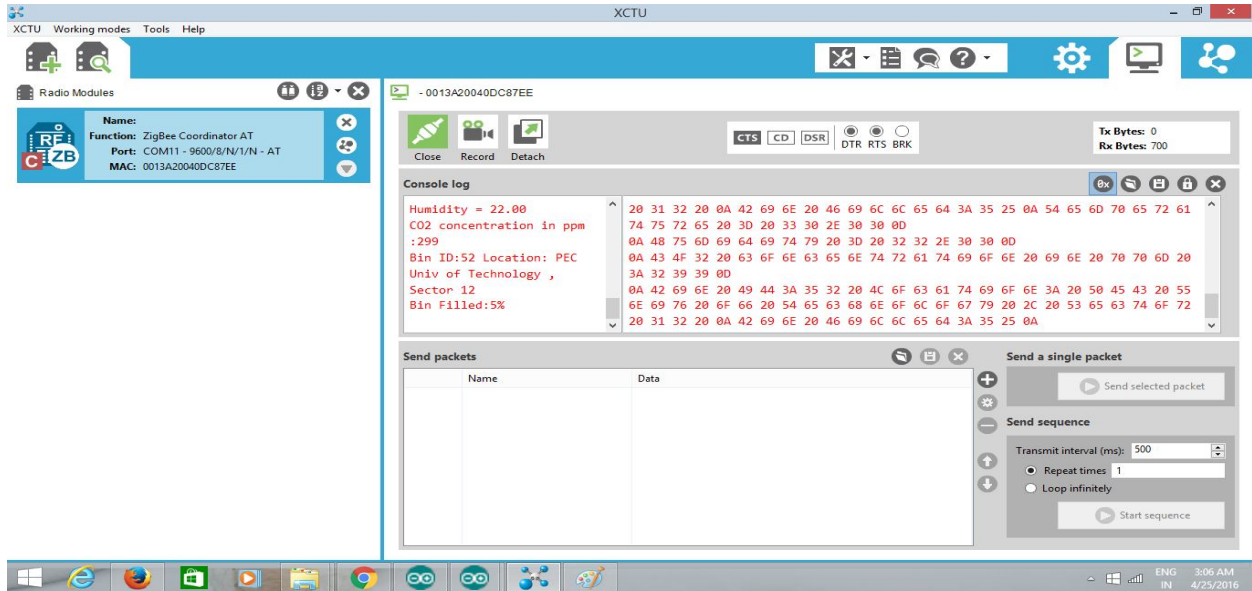 XCTU
XCTU Working modes Tools Help
Radio Modules
- 0013A20040DC87EE
Name:
Function: ZigBee Coordinator AT
Port: COM11 - 9600/8/N/1/N - AT
MAC: 0013A20040DC87EE
RF
C ZB
Close Record Detach
CTS CD DSR DTR RTS BRK
Tx Bytes: 0
Rx Bytes: 700
Console log
0x
Humidity = 22.00
CO2 concentration in ppm
:299
Bin ID:52 Location: PEC
Univ of Technology ,
Sector 12
Bin Filled:5%
20 31 32 20 0A 42 69 6E 20 46 69 6C 6C 65 64 3A 35 25 0A 54 65 6D 70 65 72 61
74 75 72 65 20 3D 20 33 30 2E 30 30 0D
0A 48 75 6D 69 64 69 74 79 20 3D 20 32 32 2E 30 30 0D
0A 43 4F 32 20 63 6F 6E 63 65 6E 74 72 61 74 69 6F 6E 20 69 6E 20 70 70 6D 20
3A 32 39 39 0D
0A 42 69 6E 20 49 44 3A 35 32 20 4C 6F 63 61 74 69 6F 6E 3A 20 50 45 43 20 55
6E 69 76 20 6F 66 20 54 65 63 68 6E 6F 6C 6F 67 79 20 2C 20 53 65 63 74 6F 72
20 31 32 20 0A 42 69 6E 20 46 69 6C 6C 65 64 3A 35 25 0A
Send packets
Name Data
Send a single packet
Send selected packet
Send sequence
Transmit interval (ms): 500
Repeat times 1
Loop infinitely
Start sequence
ENG 3:06 AM
IN 4/25/2016